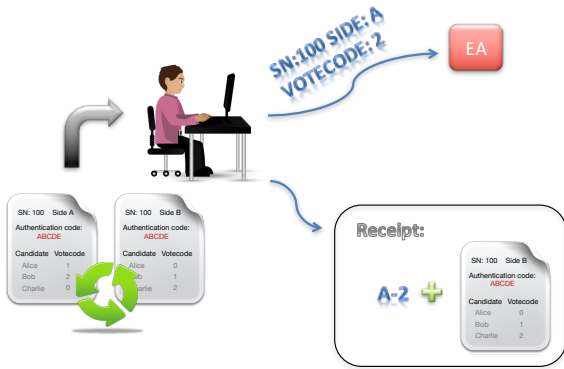 SN:100 SIDE: A
VOTECODE: 2
EA
SN: 100 Side A
Authentication code:
ABCDE
Candidate Votecode
Alice 1
Bob 2
Charlie 0
SN: 100 Side B
Authentication code:
ABCDE
Candidate Votecode
Alice 0
Bob 1
Charlie 2
Receipt:
A-2
SN: 100 Side B
Authentication code:
ABCDE
Candidate Votecode
Alice 0
Bob 1
Charlie 2